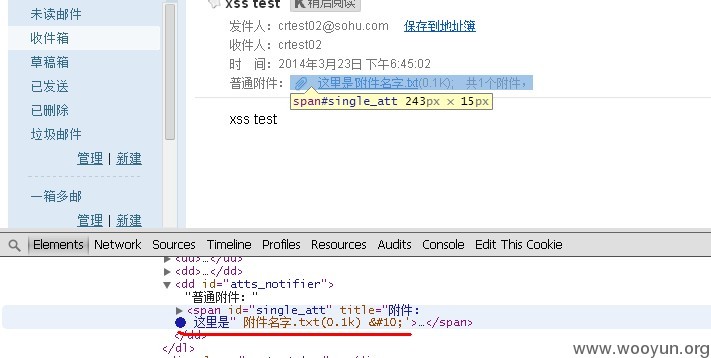 未读邮件
收件箱
草稿箱
已发送
已删除
垃圾邮件
管理 | 新建
一箱多邮
管理 | 新建
xss test K 稍后阅读
发件人: crtest02@sohu.com 保存到地址簿
收件人: crtest02
时 间: 2014年3月23日 下午6:45:02
普通附件: 这里是'附件名字.txt(0.1K); 共1个附件,
span#single_att 243px × 15px
xss test
Elements Network Sources Timeline Profiles Resources Audits Console Edit This Cookie
▶<dd>…</dd>
▶<dd>…</dd>
▼<dd id="atts_notifier">
"普通附件: "
▶<span id="single_att" title="附件:
这里是" 附件名字.txt(0.1k) &#10;'>…</span>
</dd>
</dl>
www.wooyun.org